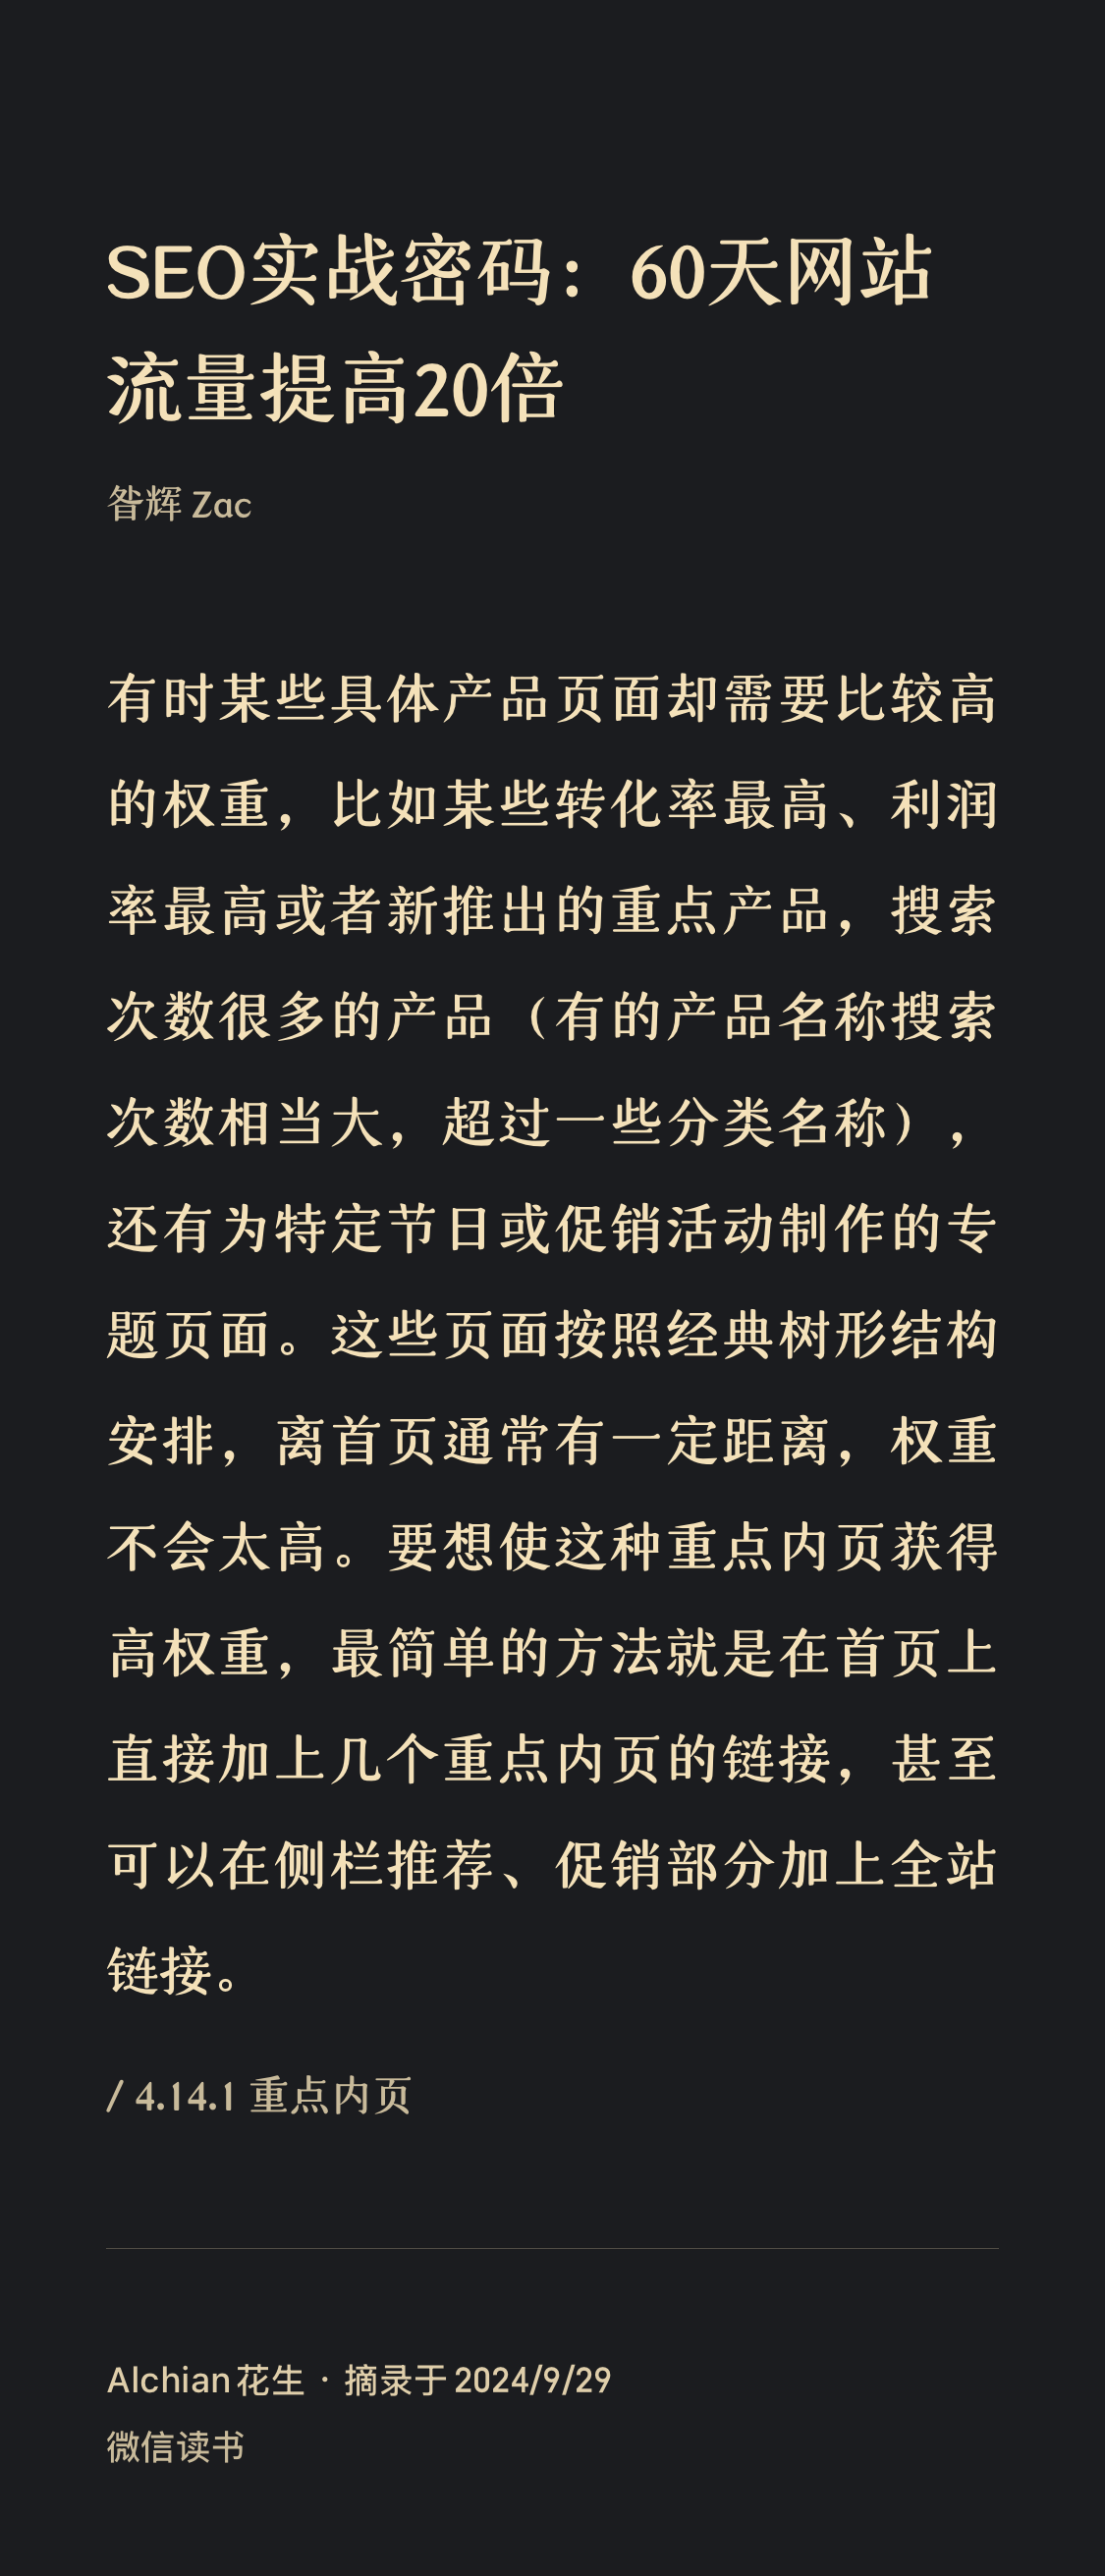 SEO实战密码：60天网站
流量提高20倍
昝辉 Zac
有时某些具体产品页面却需要比较高
的权重，比如某些转化率最高、利润
率最高或者新推出的重点产品，搜索
次数很多的产品（有的产品名称搜索
次数相当大，超过一些分类名称），
还有为特定节日或促销活动制作的专
题页面。这些页面按照经典树形结构
安排，离首页通常有一定距离，权重
不会太高。要想使这种重点内页获得
高权重，最简单的方法就是在首页上
直接加上几个重点内页的链接，甚至
可以在侧栏推荐、促销部分加上全站
链接。
/ 4.14.1 重点内页
Alchian花生 · 摘录于 2024/9/29
微信读书